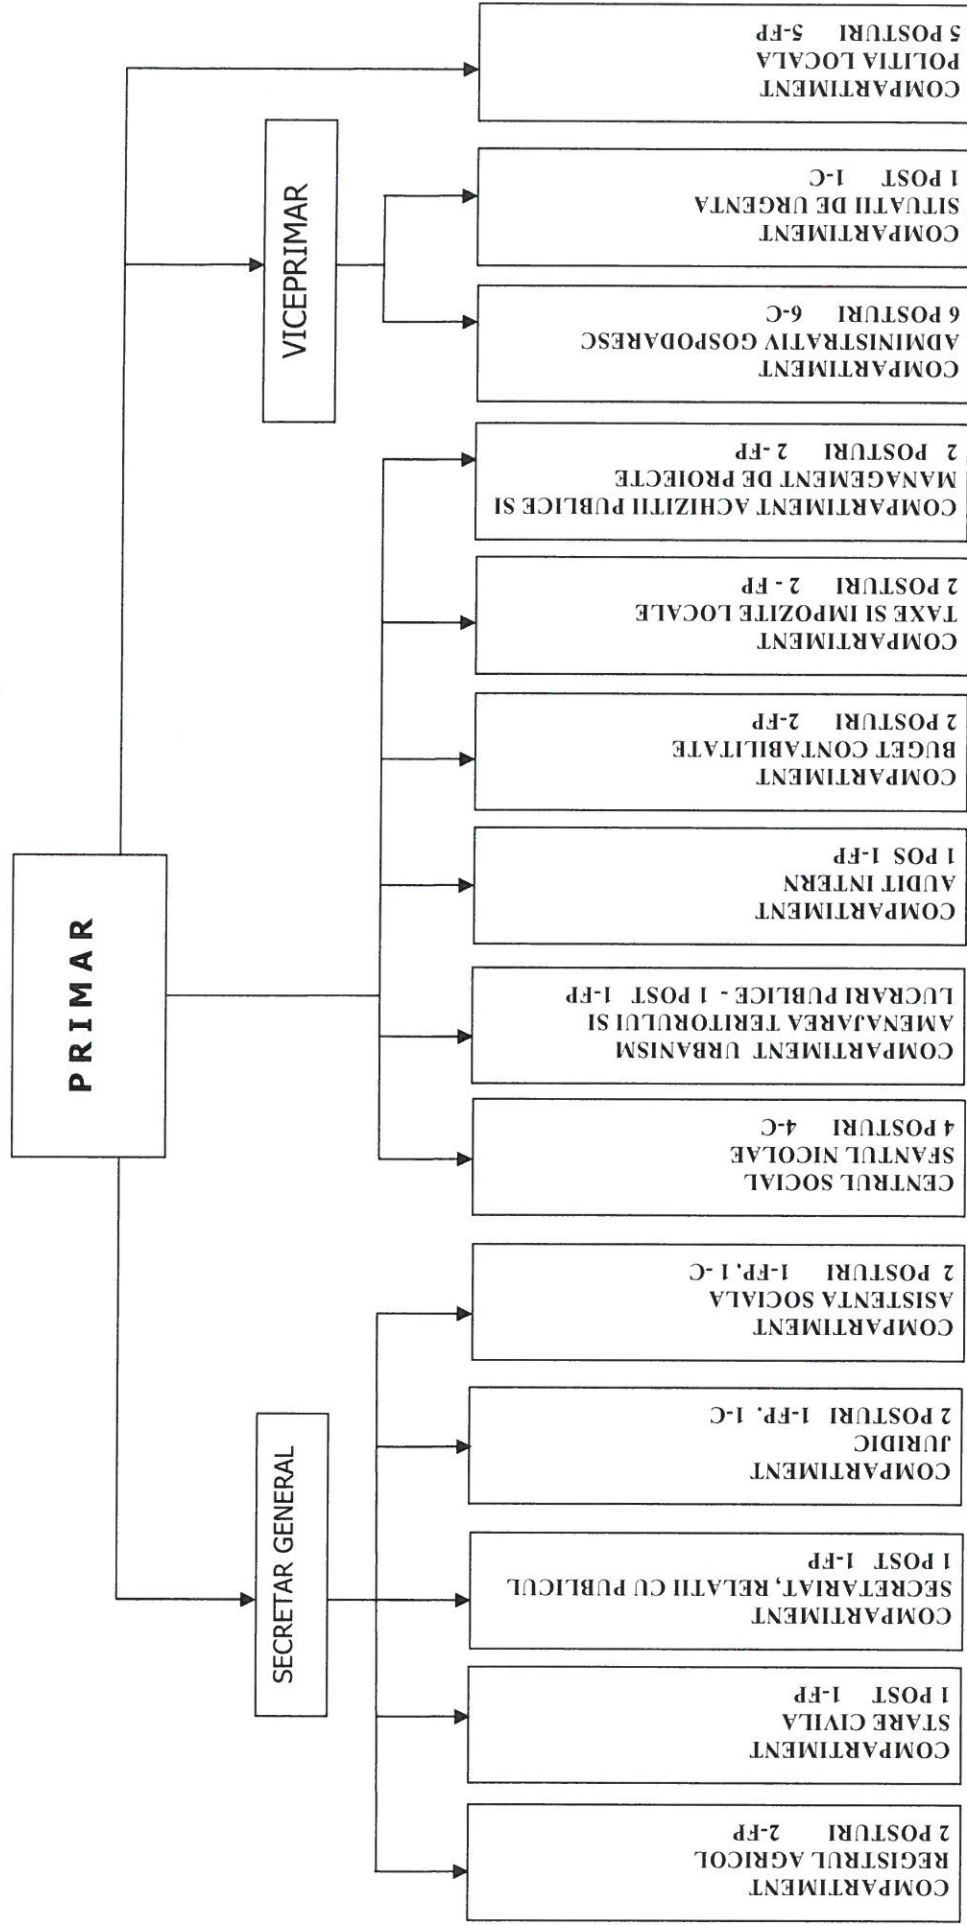 PRIMAR
SECRETAR GENERAL
VICEPRIMAR
COMPARTIMENT
REGISTRUL AGRICOL
2 POSTURI 2-FP
COMPARTIMENT
STARE CIVILA
1 POST 1-FP
COMPARTIMENT
SECRETARIAT, RELATII CU PUBLICUL
1 POST 1-FP
COMPARTIMENT
JURIDIC
2 POSTURI 1-FP. 1-C
COMPARTIMENT
ASISTENTA SOCIALA
2 POSTURI 1-FP, 1-C
CENTRUL SOCIAL
SFANTUL NICOLAE
4 POSTURI 4-C
COMPARTIMENT URBANISM
AMENAJAREA TERITORULUI SI
LUCRARI PUBLICE - 1 POST 1-FP
COMPARTIMENT
AUDIT INTERN
1 POS 1-FP
COMPARTIMENT
BUGET CONTABILITATE
2 POSTURI 2-FP
COMPARTIMENT
TAXE SI IMPOZITE LOCALE
2 POSTURI 2 - FP
COMPARTIMENT ACHIZITII PUBLICE SI
MANAGEMENT DE PROIECTE
2 POSTURI 2 - FP
COMPARTIMENT
ADMINISTRATIV GOSPODARESC
6 POSTURI 6-C
COMPARTIMENT
SITUATII DE URGENTA
1 POST 1-C
COMPARTIMENT
POLITIA LOCALA
5 POSTURI 5-FP